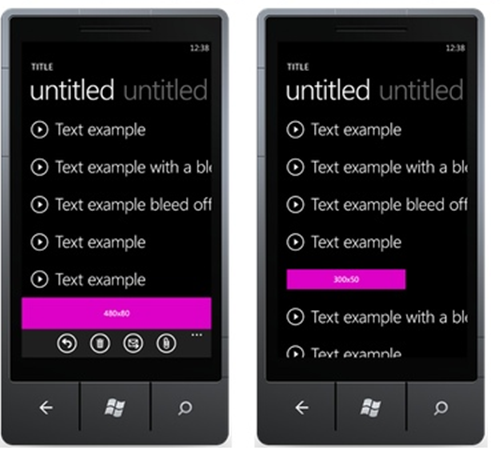 12:38
TITLE
untitled untitled
Text example
Text example with a ble
Text example bleed off
Text example
Text example
480x80
...
12:38
TITLE
untitled untitled
Text example
Text example with a ble
Text example bleed off
Text example
300x50
Text example with a ble
Text example